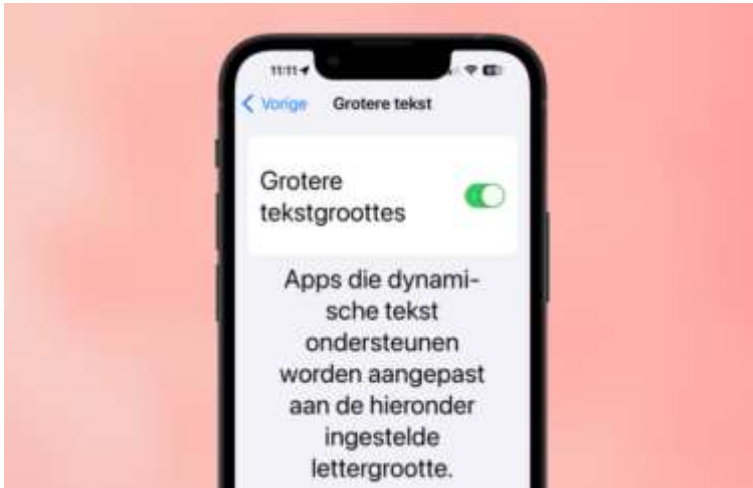 11:11
Vorige Grotere tekst
Grotere
tekstgroottes
Apps die dynami-
sche tekst
ondersteunen
worden aangepast
aan de hieronder
ingestelde
lettergrootte.